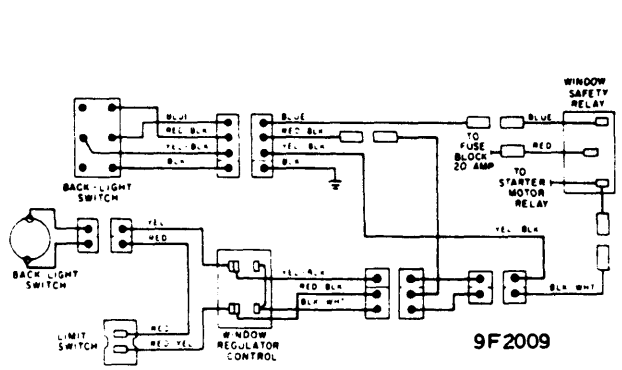 WINDOW
SAFETY
RELAY
BLUE
BLUE
BLUE
RED BLK
RED BLK
YEL-BLK
YEL BLK
BLK
BLK
TO
FUSE
BLOCK
20 AMP
RED
TO
STARTER
MOTOR
RELAY
BACK-LIGHT
SWITCH
YEL
RED
YEL BLK
BACK LIGHT
SWITCH
YEL-BLK
RED BLK
BLK WHT
BLK WHT
LIMIT
SWITCH
RED
RED YEL
WINDOW
REGULATOR
CONTROL
9F2009